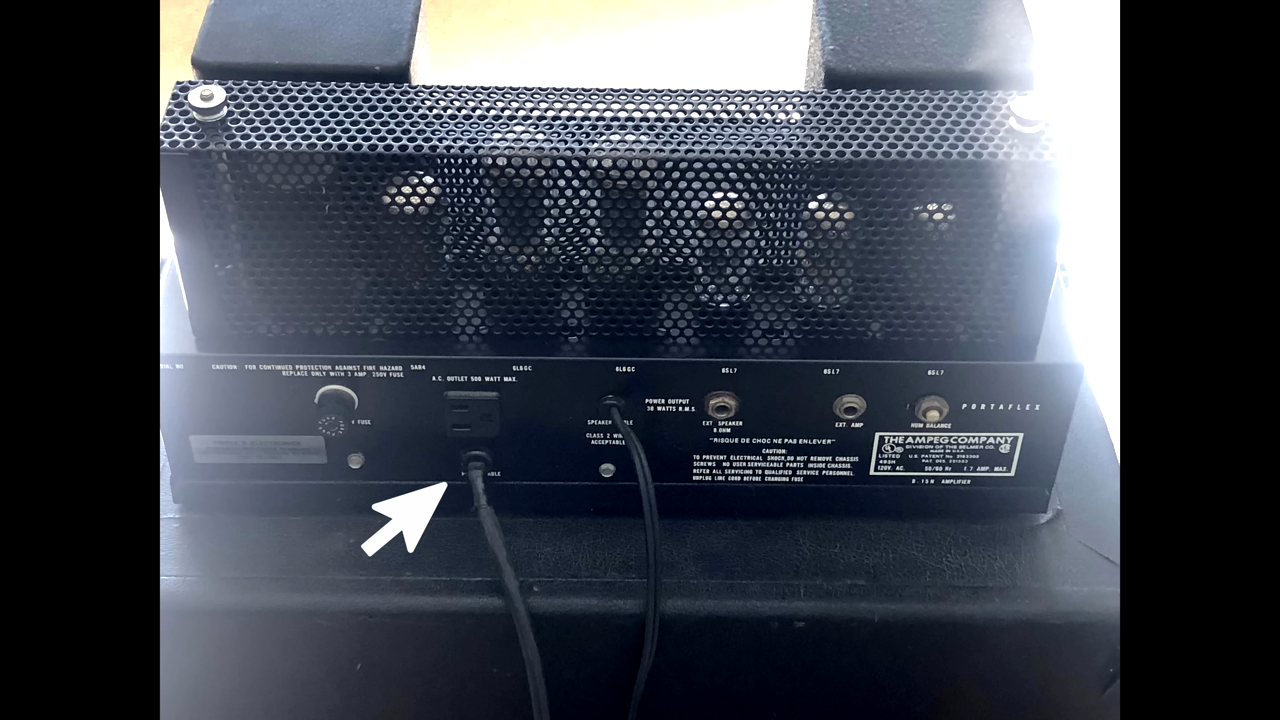 CAUTION FOR CONTINUED PROTECTION AGAINST FIRE HAZARD
REPLACE ONLY WITH 3 AMP 250V FUSE
5AR4
6L6GC
6L6GC
6SL7
6SL7
6SL7
A.C. OUTLET 500 WATT MAX.
FUSE
SPEAKER
CLASS 2 WI
ACCEPTABLE
POWER OUTPUT
30 WATTS R.M.S.
EXT SPEAKER
8 OHM
EXT. AMP
HUM BALANCE
PORTAFLEX
"RISQUE DE CHOC NE PAS ENLEVER"
CAUTION:
TO PREVENT ELECTRICAL SHOCK, DO NOT REMOVE CHASSIS
SCREWS NO USER SERVICEABLE PARTS INSIDE CHASSIS.
REFER ALL SERVICING TO QUALIFIED SERVICE PERSONNEL
UNPLUG LINE CORD BEFORE CHANGING FUSE
THE AMPEG COMPANY
DIVISION OF THE SELMER CO.
MADE IN U.S.A.
LISTED
493H
120V. AC. 50/60 Hz 1.7 AMP. MAX.
B.15N AMPLIFIER